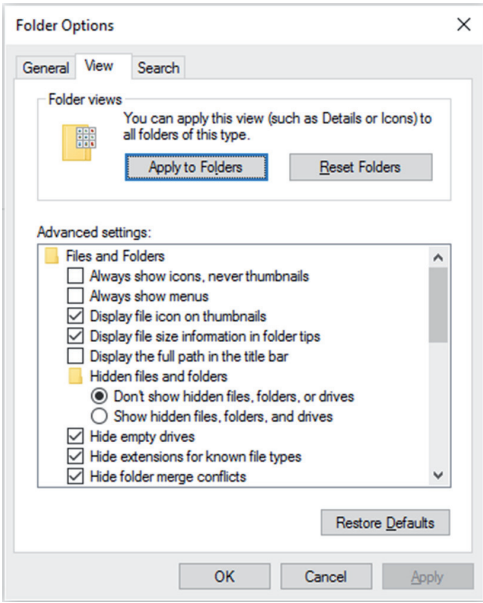 Folder Options
General View Search
Folder views
You can apply this view (such as Details or Icons) to
all folders of this type.
Apply to Folders Reset Folders
Advanced settings:
Files and Folders
Always show icons, never thumbnails
Always show menus
Display file icon on thumbnails
Display file size information in folder tips
Display the full path in the title bar
Hidden files and folders
Don't show hidden files, folders, or drives
Show hidden files, folders, and drives
Hide empty drives
Hide extensions for known file types
Hide folder merge conflicts
Restore Defaults
OK Cancel Apply